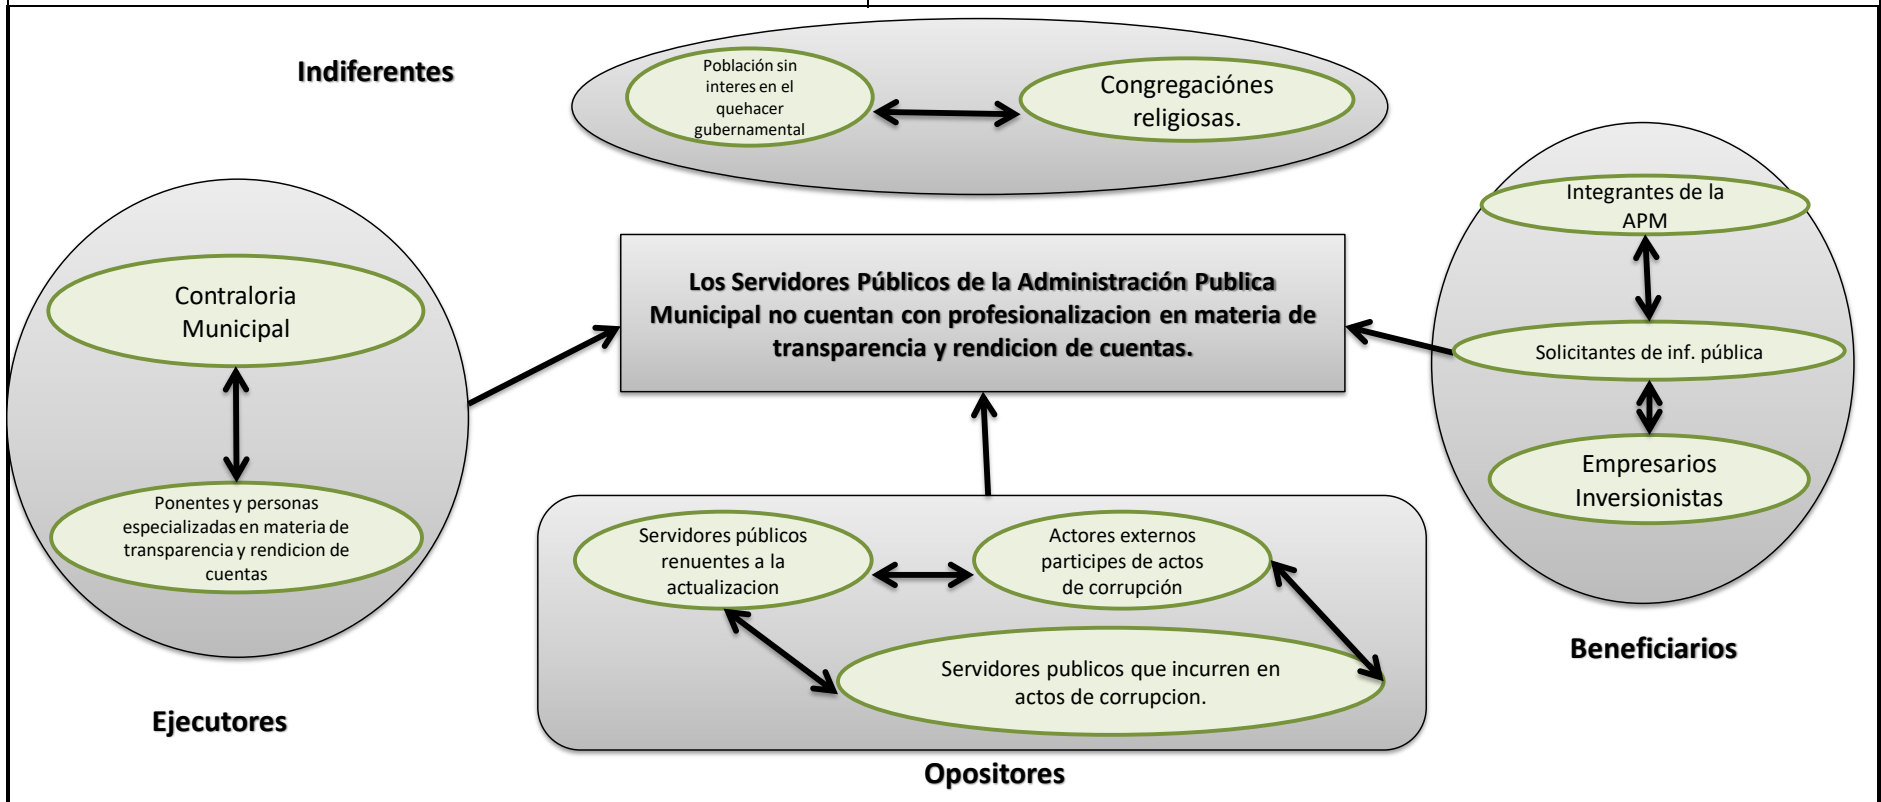 Indiferentes
Población sin
interes en el
quehacer
gubernamental
Congregaciónes
religiosas.
Contraloria
Municipal
Ponentes y personas
especializadas en materia de
transparencia y rendicion de
cuentas
Ejecutores
Los Servidores Públicos de la Administración Publica
Municipal no cuentan con profesionalizacion en materia de
transparencia y rendicion de cuentas.
Integrantes de la
APM
Solicitantes de inf. pública
Empresarios
Inversionistas
Beneficiarios
Servidores públicos
renuentes a la
actualizacion
Actores externos
participes de actos
de corrupción
Servidores publicos que incurren en
actos de corrupcion.
Opositores